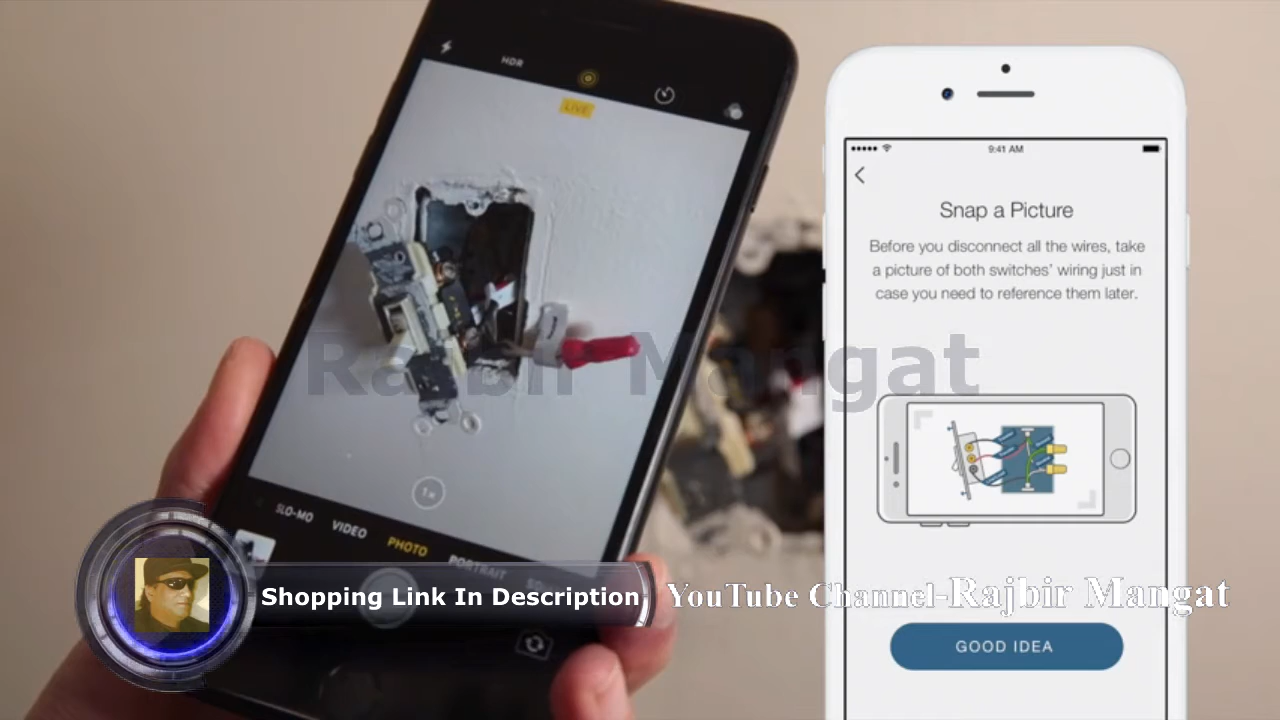 HDR
LIVE
1×
SLO-MO
VIDEO
PHOTO
PORTRAIT
9:41 AM
Snap a Picture
Before you disconnect all the wires, take
a picture of both switches' wiring just in
case you need to reference them later.
GOOD IDEA
Rajbir Mangat
Shopping Link In Description
YouTube Channel-Rajbir Mangat